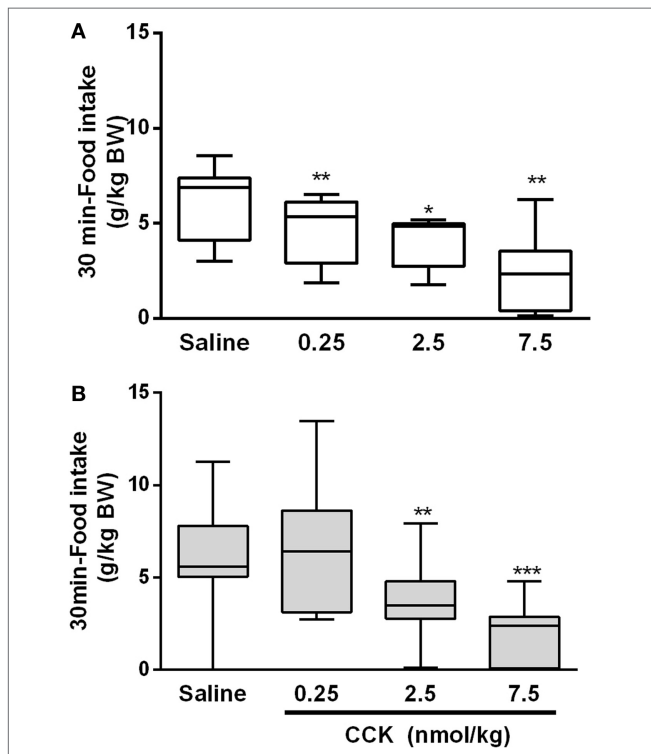 A
30 min-Food intake
(g/kg BW)
15
10
5
0
**
*
**
Saline 0.25 2.5 7.5
B
30min-Food intake
(g/kg BW)
15
10
5
0
**
***
Saline 0.25 2.5 7.5
CCK (nmol/kg)